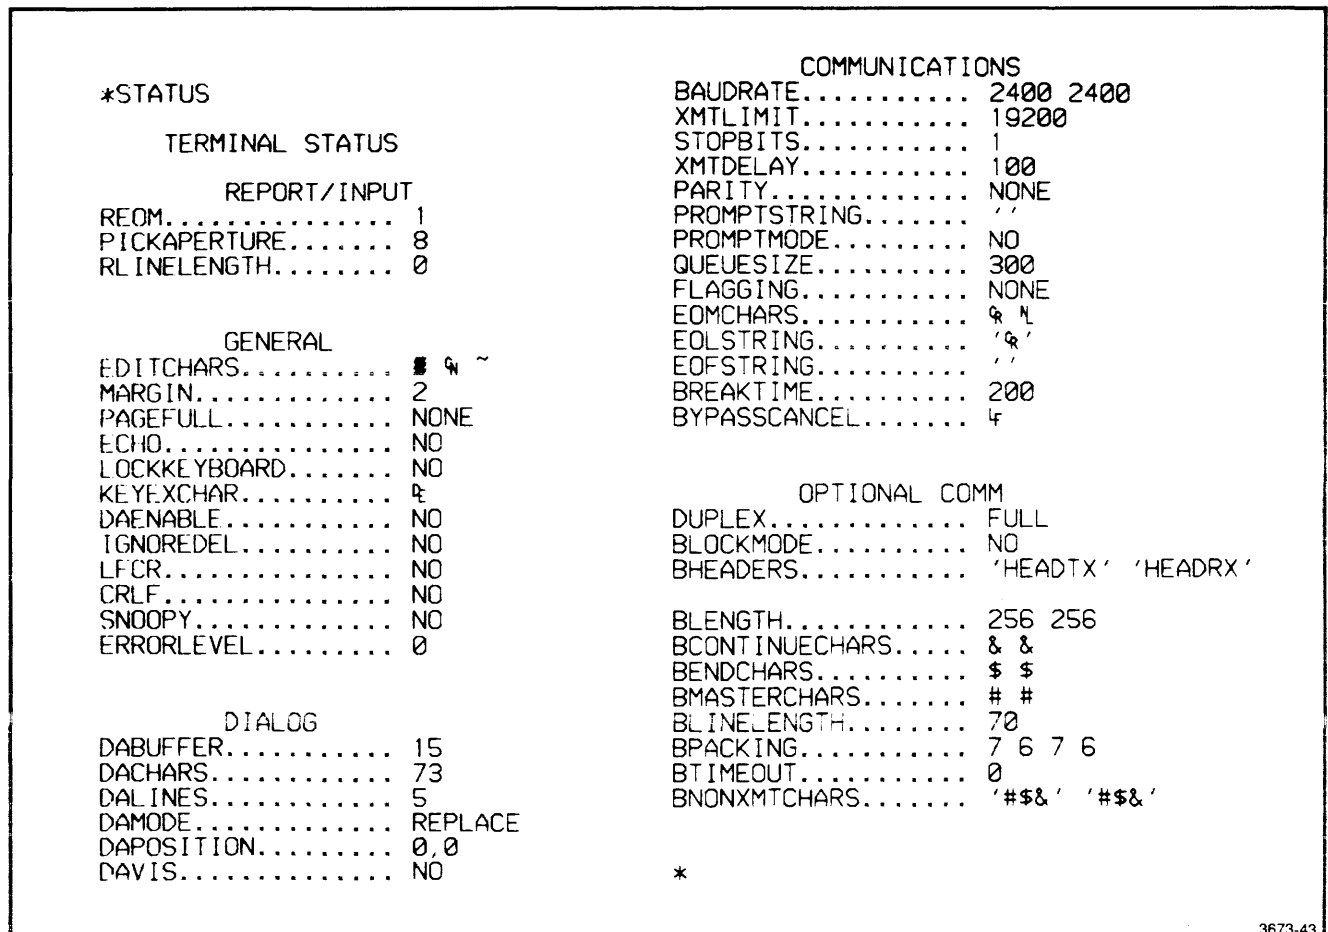 *STATUS
TERMINAL STATUS
REPORT/INPUT
REOM............... 1
PICKAPERTURE....... 8
RLINELENGTH........ 0
GENERAL
EDITCHARS.......... ␘ ~
MARGIN............. 2
PAGEFULL........... NONE
ECHO............... NO
LOCKKEYBOARD....... NO
KEYEXCHAR.......... ␐
DAENABLE........... NO
IGNOREDEL.......... NO
LFCR............... NO
CRLF............... NO
SNOOPY............. NO
ERRORLEVEL......... 0
DIALOG
DABUFFER........... 15
DACHARS............ 73
DALINES............ 5
DAMODE............. REPLACE
DAPOSITION......... 0,0
DAVIS.............. NO
COMMUNICATIONS
BAUDRATE........... 2400 2400
XMTLIMIT........... 19200
STOPBITS........... 1
XMTDELAY........... 100
PARITY............. NONE
PROMPTSTRING....... ''
PROMPTMODE......... NO
QUEUESIZE.......... 300
FLAGGING........... NONE
EOMCHARS........... ␍ ␀
EOLSTRING.......... '␍'
EOFSTRING.......... ''
BREAKTIME.......... 200
BYPASSCANCEL....... ␊
OPTIONAL COMM
DUPLEX............. FULL
BLOCKMODE.......... NO
BHEADERS........... 'HEADTX' 'HEADRX'
BLENGTH............ 256 256
BCONTINUECHARS..... & &
BENDCHARS.......... $ $
BMASTERCHARS....... # #
BLINELENGTH........ 70
BPACKING........... 7 6 7 6
BTIMEOUT........... 0
BNONXMTCHARS....... '#$&' '#$&'
*
3673-43